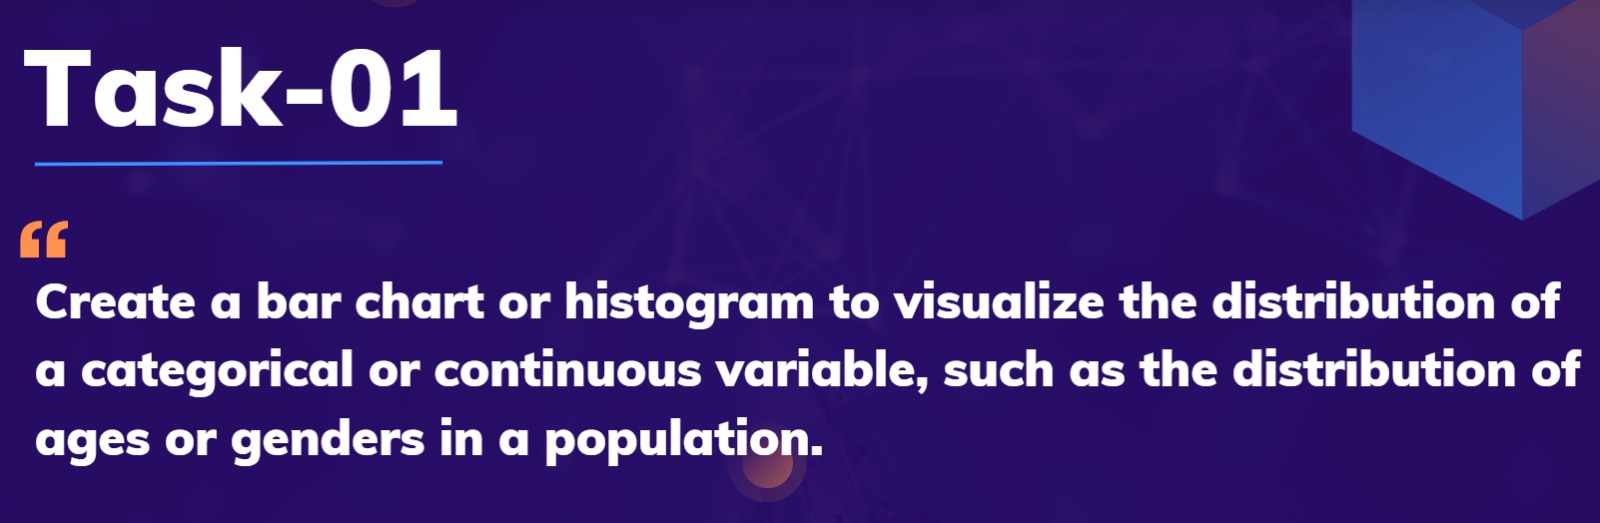 Task-01
“
Create a bar chart or histogram to visualize the distribution of
a categorical or continuous variable, such as the distribution of
ages or genders in a population.